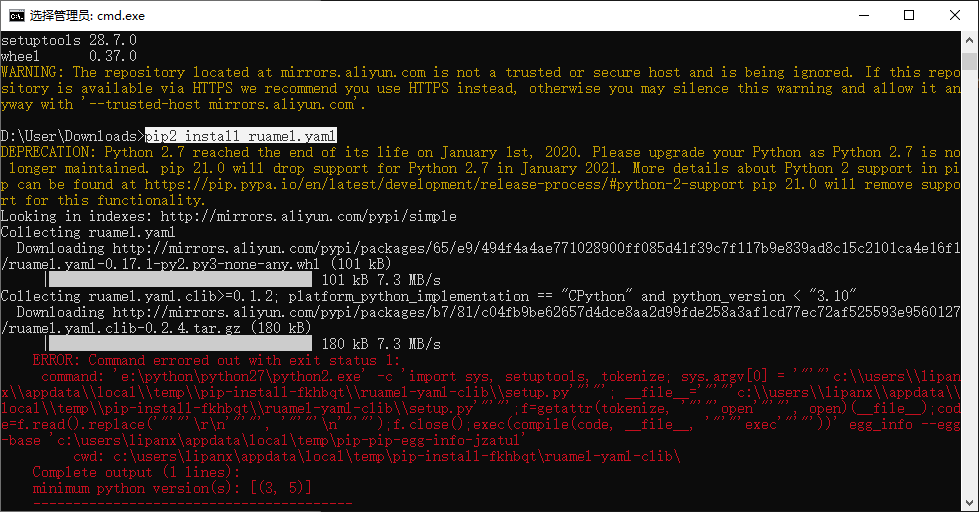 选择管理员: cmd.exe
setuptools 28.7.0
wheel      0.37.0
WARNING: The repository located at mirrors.aliyun.com is not a trusted or secure host and is being ignored. If this repo
sitory is available via HTTPS we recommend you use HTTPS instead, otherwise you may silence this warning and allow it an
yway with '--trusted-host mirrors.aliyun.com'.
D:\User\Downloads>pip2 install ruamel.yaml
DEPRECATION: Python 2.7 reached the end of its life on January 1st, 2020. Please upgrade your Python as Python 2.7 is no
 longer maintained. pip 21.0 will drop support for Python 2.7 in January 2021. More details about Python 2 support in pi
p can be found at https://pip.pypa.io/en/latest/development/release-process/#python-2-support pip 21.0 will remove suppo
rt for this functionality.
Looking in indexes: http://mirrors.aliyun.com/pypi/simple
Collecting ruamel.yaml
  Downloading http://mirrors.aliyun.com/pypi/packages/65/e9/494f4a4ae771028900ff085d41f39c7f117b9e839ad8c15c2101ca4e16f1
/ruamel.yaml-0.17.1-py2.py3-none-any.whl (101 kB)
     | 101 kB 7.3 MB/s
Collecting ruamel.yaml.clib>=0.1.2; platform_python_implementation == "CPython" and python_version < "3.10"
  Downloading http://mirrors.aliyun.com/pypi/packages/b7/81/c04fb9be62657d4dce8aa2d99fde258a3af1cd77ec72af525593e9560127
/ruamel.yaml.clib-0.2.4.tar.gz (180 kB)
     | 180 kB 7.3 MB/s
    ERROR: Command errored out with exit status 1:
     command: 'e:\python\python27\python2.exe' -c 'import sys, setuptools, tokenize; sys.argv[0] = '"'"'c:\\users\\lipan
x\\appdata\\local\\temp\\pip-install-fkhbqt\\ruamel-yaml-clib\\setup.py'"'"'; __file__='"'"'c:\\users\\lipanx\\appdata\\
local\\temp\\pip-install-fkhbqt\\ruamel-yaml-clib\\setup.py'"'"';f=getattr(tokenize, '"'"'open'"'"', open)(__file__);cod
e=f.read().replace('"'"'\r\n'"'"', '"'"'\n'"'"');f.close();exec(compile(code, __file__, '"'"'exec'"'"'))' egg_info --egg
-base 'c:\users\lipanx\appdata\local\temp\pip-pip-egg-info-jzatul'
         cwd: c:\users\lipanx\appdata\local\temp\pip-install-fkhbqt\ruamel-yaml-clib\
    Complete output (1 lines):
    minimum python version(s): [(3, 5)]
    ----------------------------------------